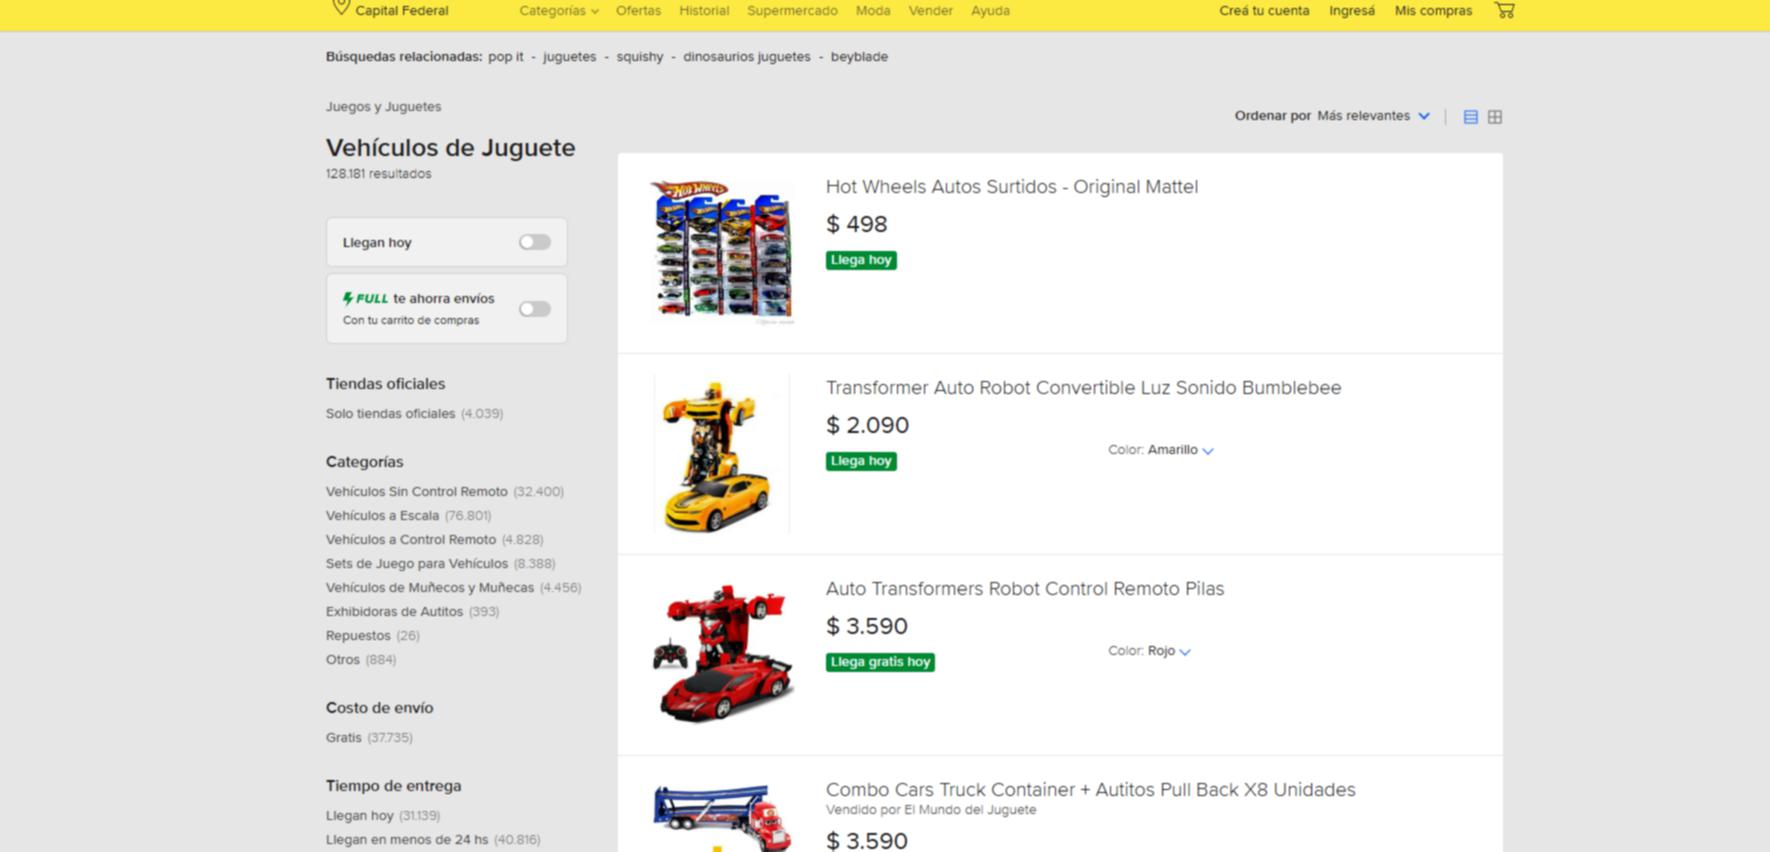 Capital Federal
Categorías Ofertas Historial Supermercado Moda Vender Ayuda
Creá tu cuenta Ingresá Mis compras
Búsquedas relacionadas: pop it - juguetes - squishy - dinosaurios juguetes - beyblade
Juegos y Juguetes
Vehículos de Juguete
128.181 resultados
Ordenar por Más relevantes
Llegan hoy
FULL te ahorra envíos
Con tu carrito de compras
Tiendas oficiales
Solo tiendas oficiales (4.039)
Categorías
Vehículos Sin Control Remoto (32.400)
Vehículos a Escala (76.801)
Vehículos a Control Remoto (4.828)
Sets de Juego para Vehículos (8.388)
Vehículos de Muñecos y Muñecas (4.456)
Exhibidoras de Autitos (393)
Repuestos (26)
Otros (884)
Costo de envío
Gratis (37.735)
Tiempo de entrega
Llegan hoy (31.139)
Llegan en menos de 24 hs (40.816)
HOT WHEELS
Hot Wheels Autos Surtidos - Original Mattel
$ 498
Llega hoy
Transformer Auto Robot Convertible Luz Sonido Bumblebee
$ 2.090
Llega hoy
Color: Amarillo
Auto Transformers Robot Control Remoto Pilas
$ 3.590
Llega gratis hoy
Color: Rojo
Combo Cars Truck Container + Autitos Pull Back X8 Unidades
Vendido por El Mundo del Juguete
$ 3.590